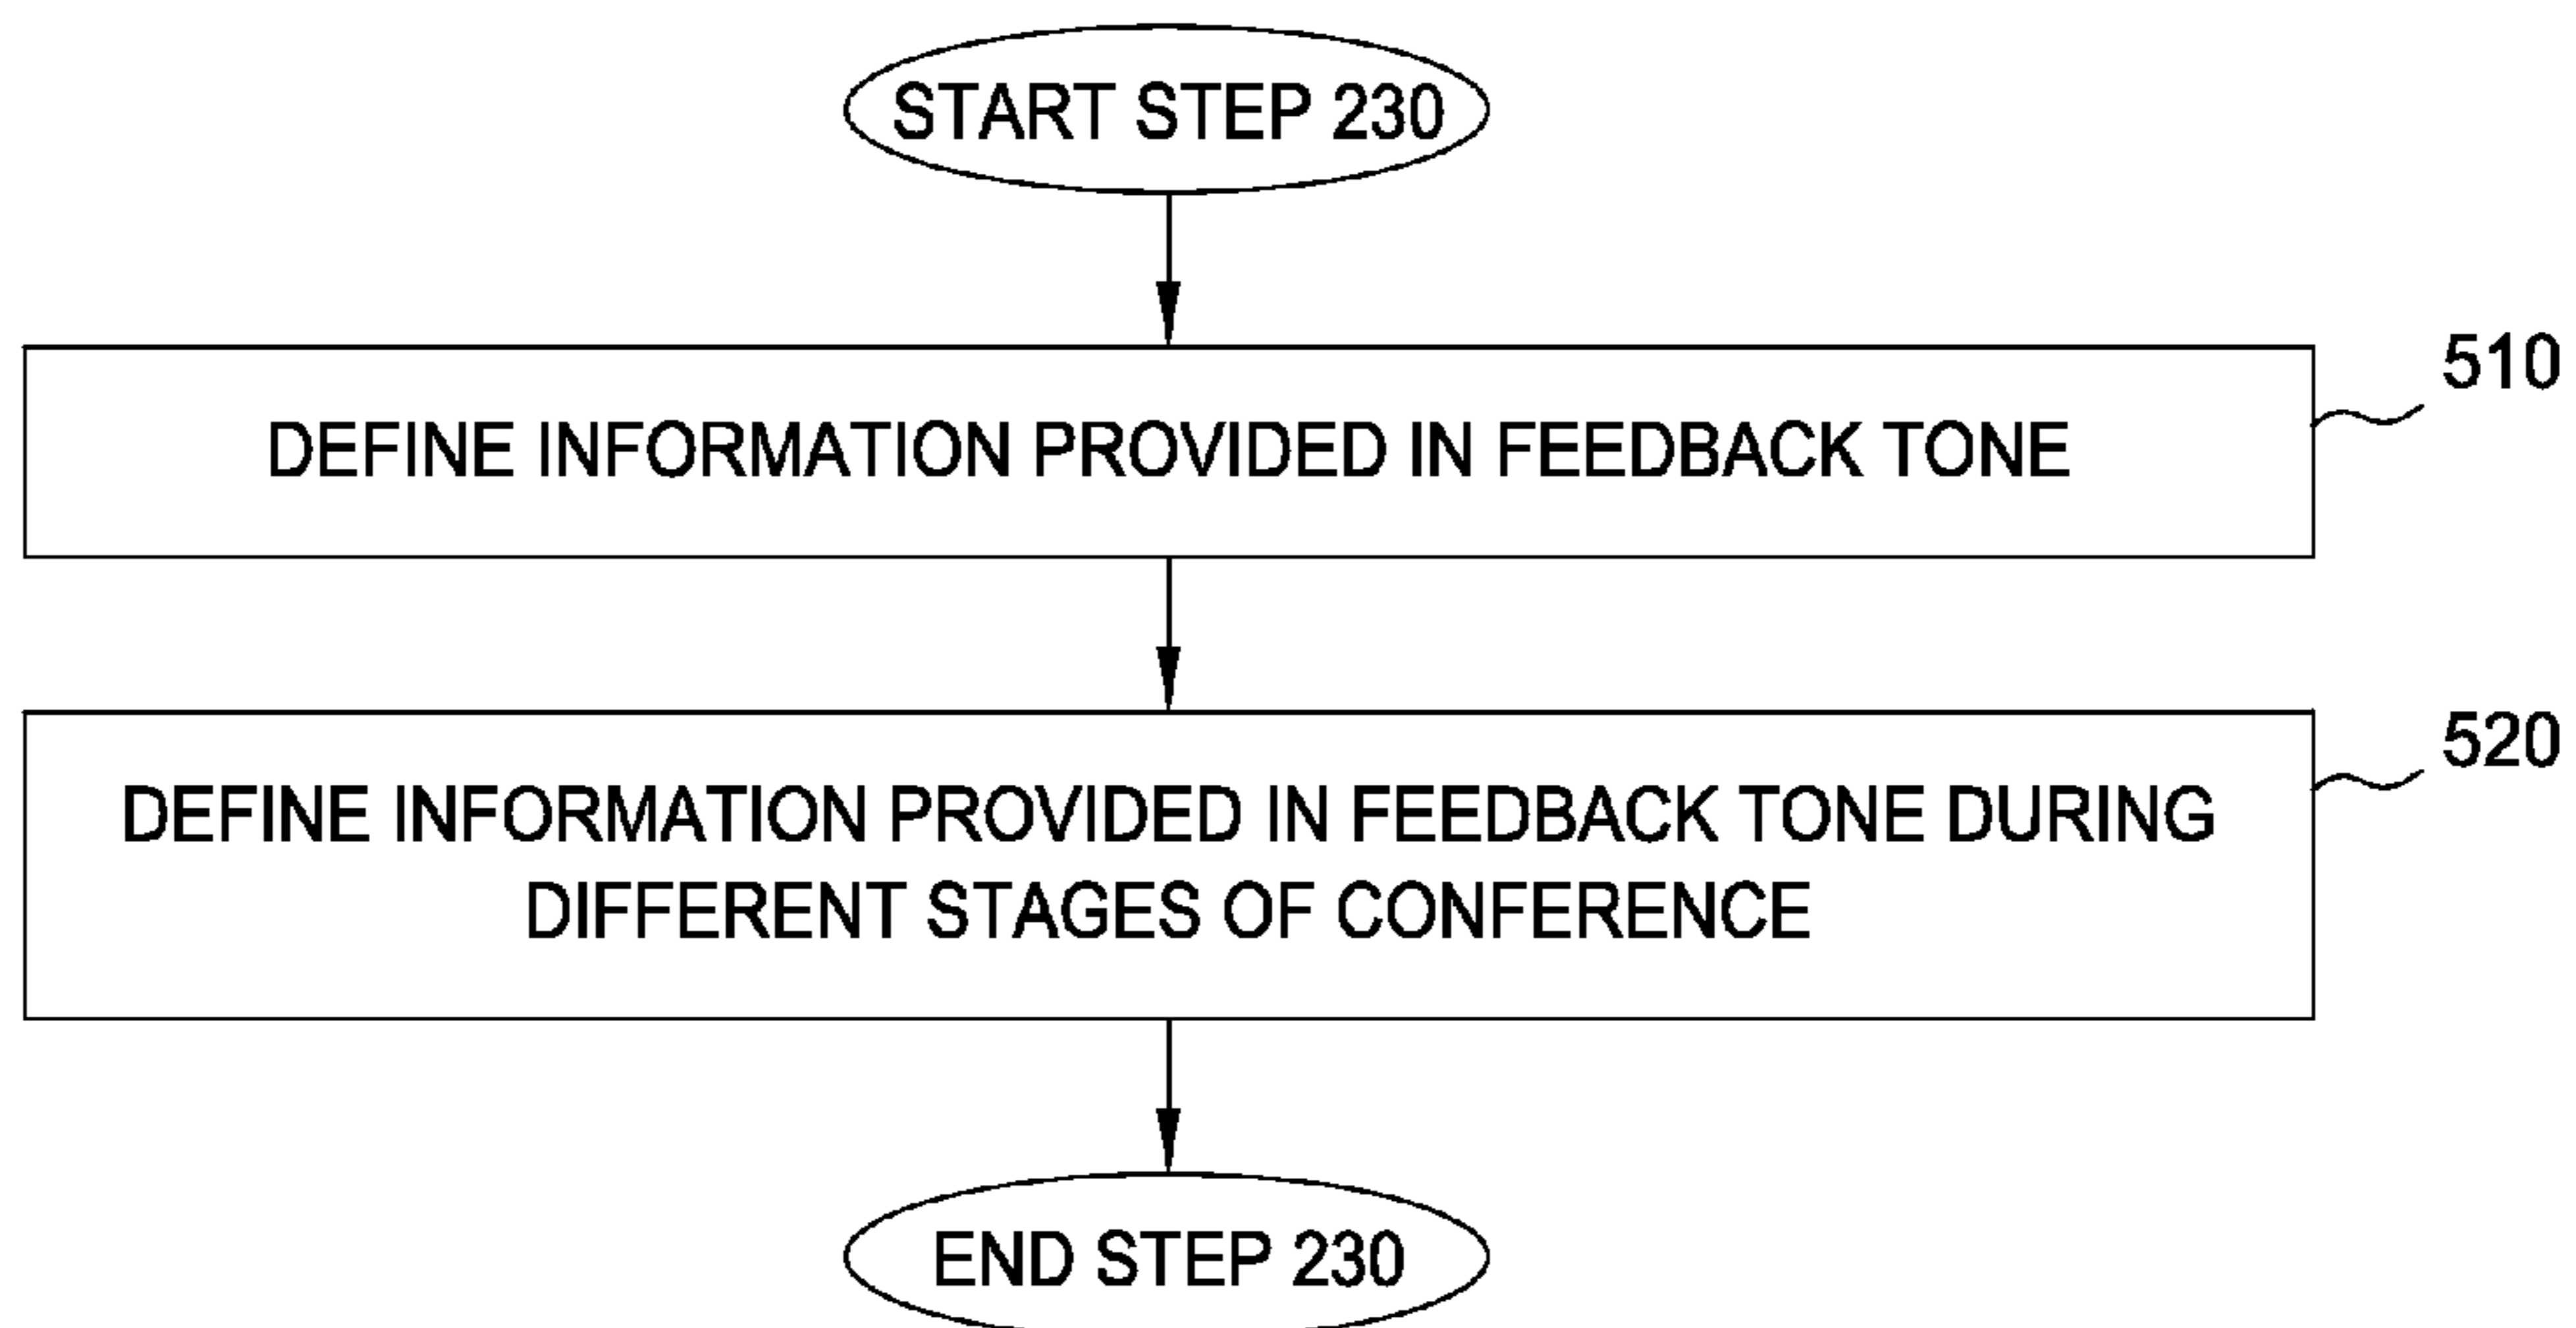 START STEP 230
510
DEFINE INFORMATION PROVIDED IN FEEDBACK TONE
520
DEFINE INFORMATION PROVIDED IN FEEDBACK TONE DURING
DIFFERENT STAGES OF CONFERENCE
END STEP 230